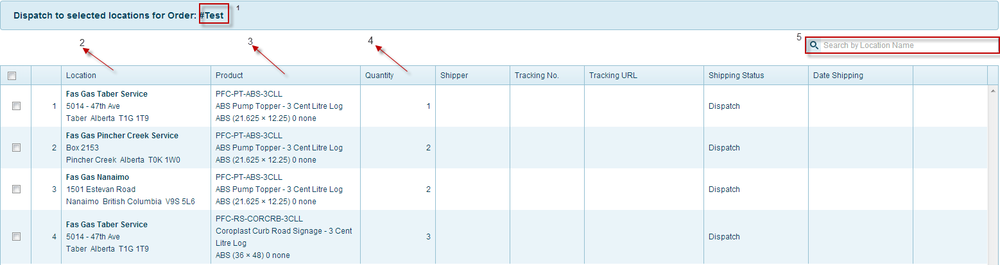 Dispatch to selected locations for Order: #Test 1
2 3 4 5 Search by Location Name
Location Product Quantity Shipper Tracking No. Tracking URL Shipping Status Date Shipping
1
Fas Gas Taber Service
5014 - 47th Ave
Taber Alberta T1G 1T9
PFC-PT-ABS-3CLL
ABS Pump Topper - 3 Cent Litre Log
ABS (21.625 × 12.25) 0 none
1
Dispatch
2
Fas Gas Pincher Creek Service
Box 2153
Pincher Creek Alberta T0K 1W0
PFC-PT-ABS-3CLL
ABS Pump Topper - 3 Cent Litre Log
ABS (21.625 × 12.25) 0 none
2
Dispatch
3
Fas Gas Nanaimo
1501 Estevan Road
Nanaimo British Columbia V9S 5L6
PFC-PT-ABS-3CLL
ABS Pump Topper - 3 Cent Litre Log
ABS (21.625 × 12.25) 0 none
2
Dispatch
4
Fas Gas Taber Service
5014 - 47th Ave
Taber Alberta T1G 1T9
PFC-RS-CORCRB-3CLL
Coroplast Curb Road Signage - 3 Cent
Litre Log
ABS (36 × 48) 0 none
3
Dispatch